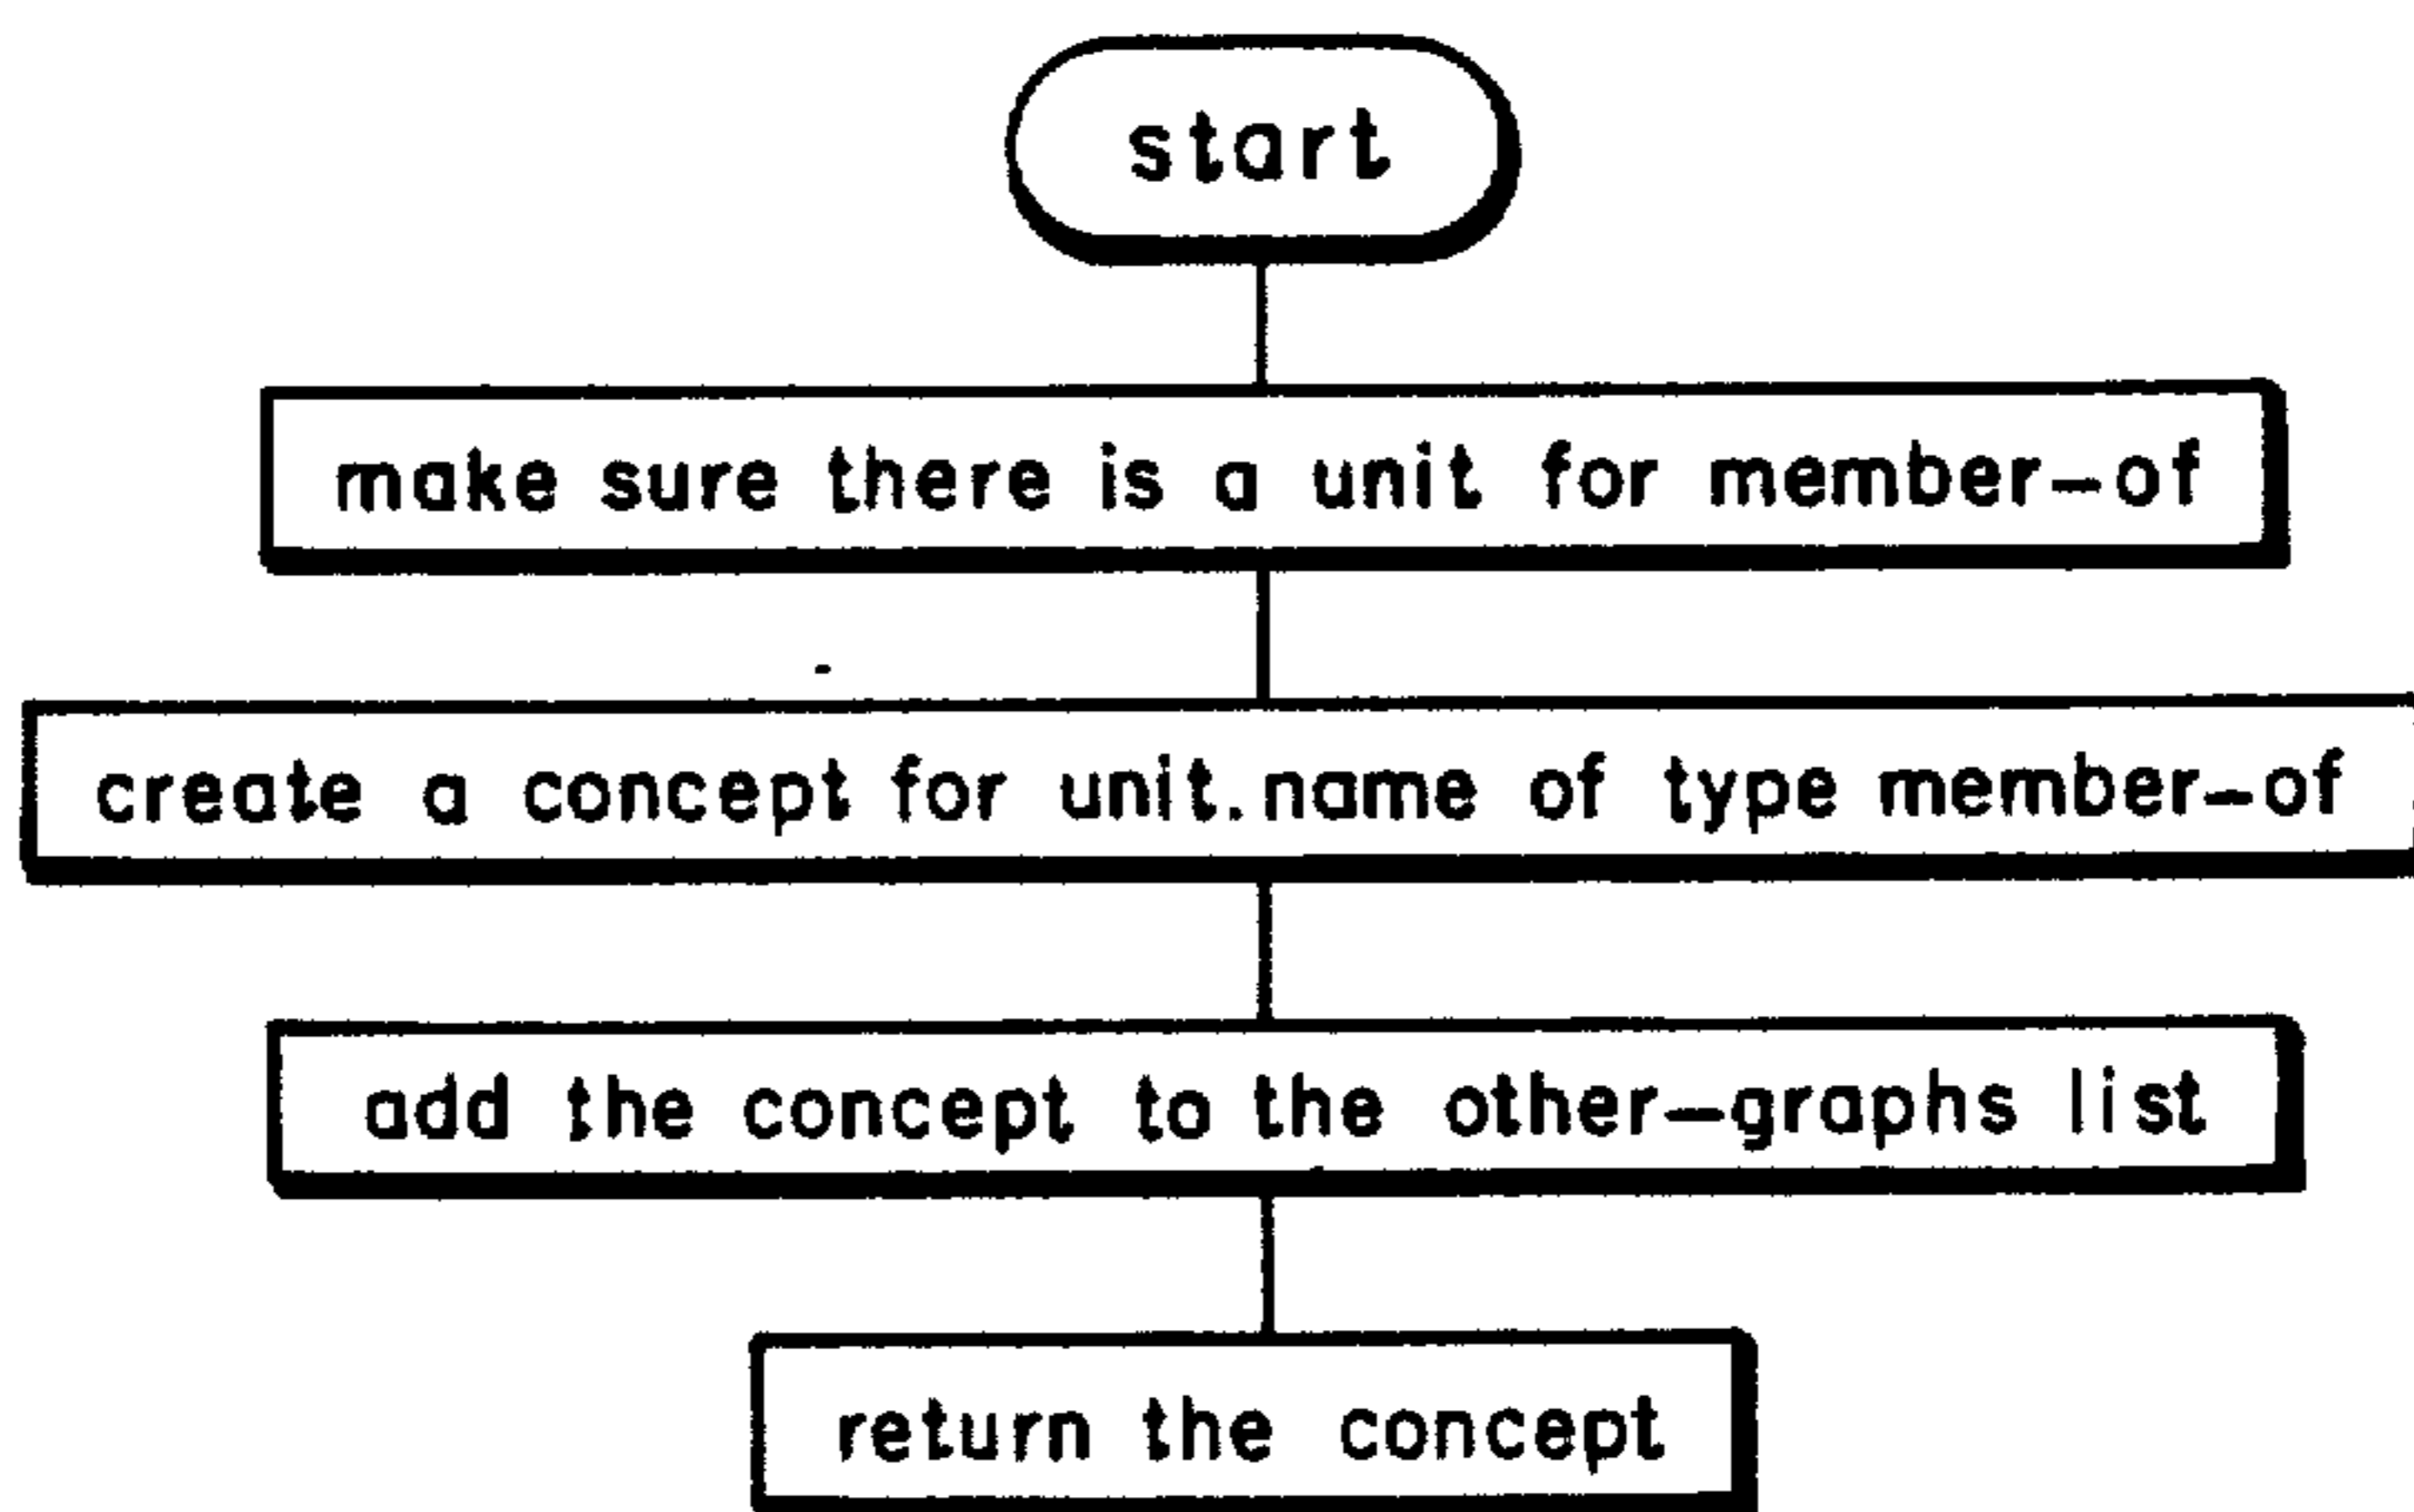 start
make sure there is a unit for member-of
create a concept for unit.name of type member-of
add the concept to the other-graphs list
return the concept